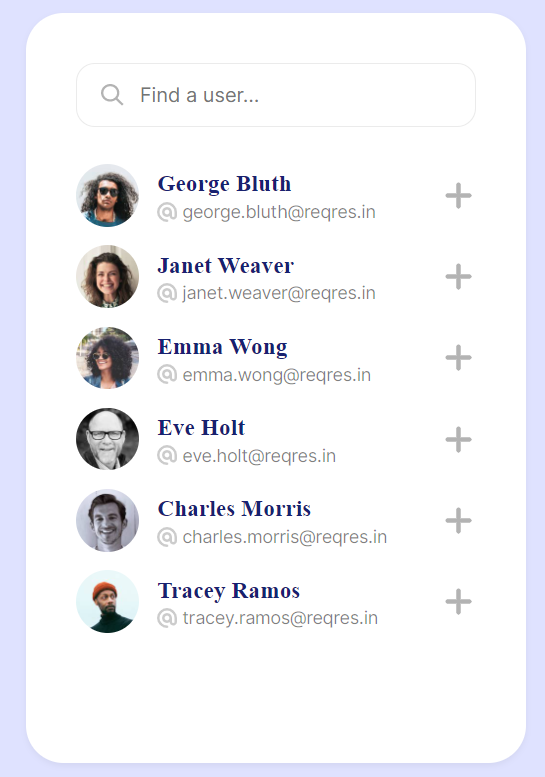 Find a user...
George Bluth
george.bluth@reqres.in
Janet Weaver
janet.weaver@reqres.in
Emma Wong
emma.wong@reqres.in
Eve Holt
eve.holt@reqres.in
Charles Morris
charles.morris@reqres.in
Tracey Ramos
tracey.ramos@reqres.in